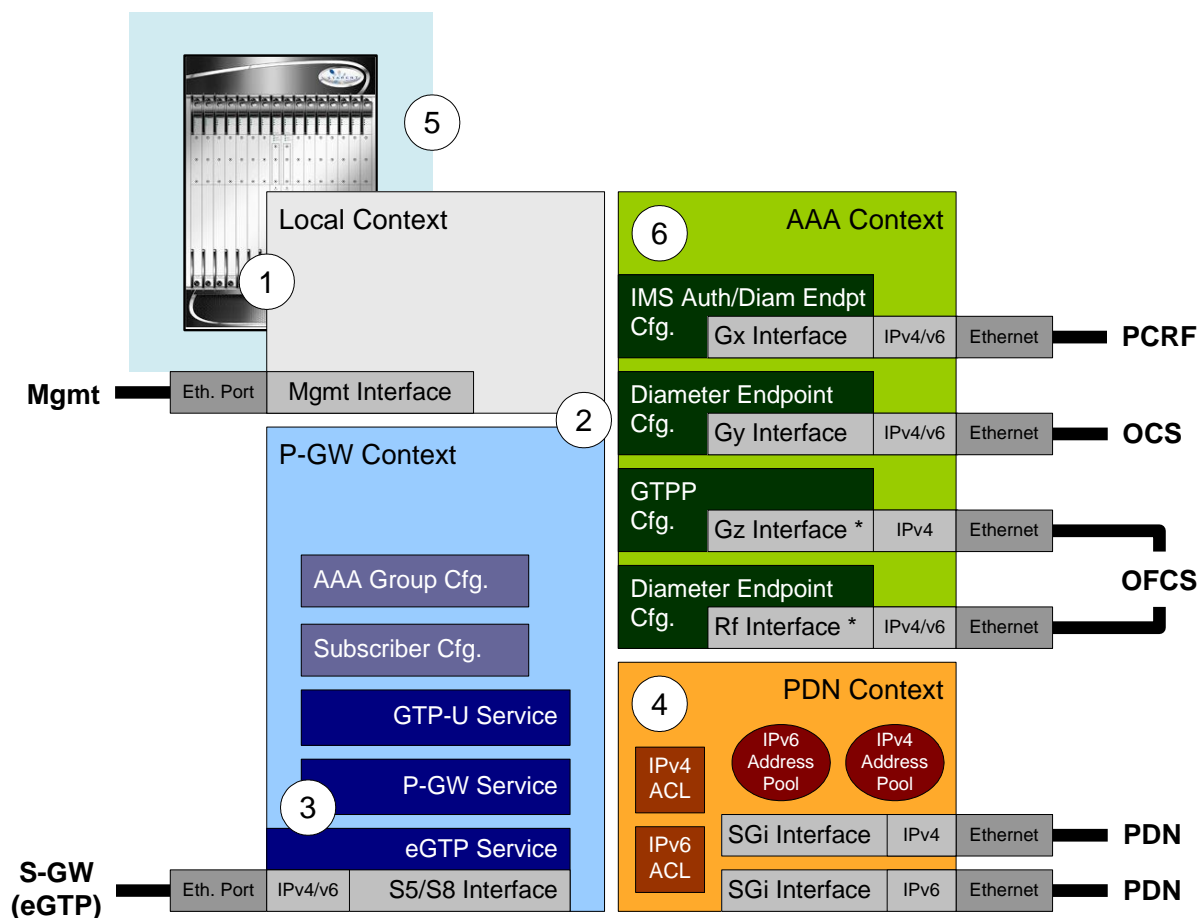 5
Local Context
1
Mgmt
Eth. Port
Mgmt Interface
2
P-GW Context
AAA Group Cfg.
Subscriber Cfg.
GTP-U Service
P-GW Service
3
eGTP Service
S-GW
(eGTP)
Eth. Port
IPv4/v6
S5/S8 Interface
6
AAA Context
IMS Auth/Diam Endpt
Cfg.
Gx Interface
IPv4/v6
Ethernet
PCRF
Diameter Endpoint
Cfg.
Gy Interface
IPv4/v6
Ethernet
OCS
GTPP
Cfg.
Gz Interface *
IPv4
Ethernet
OFCS
Diameter Endpoint
Cfg.
Rf Interface *
IPv4/v6
Ethernet
4
PDN Context
IPv6
Address
Pool
IPv4
Address
Pool
IPv4
ACL
IPv6
ACL
SGi Interface
IPv4
Ethernet
PDN
SGi Interface
IPv6
Ethernet
PDN